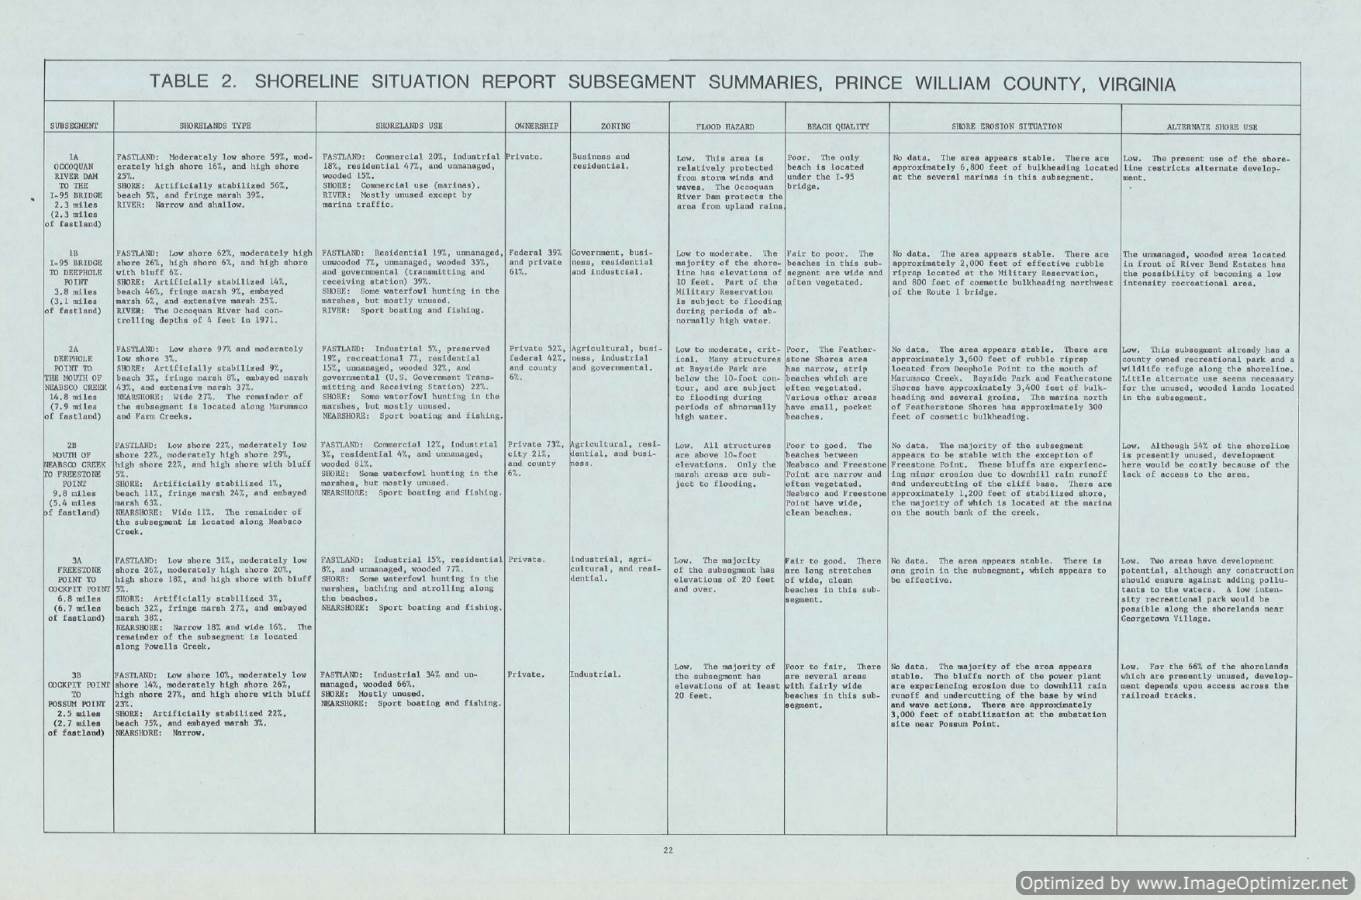 TABLE 2. SHORELINE SITUATION REPORT SUBSEGMENT SUMMARIES, PRINCE WILLIAM COUNTY, VIRGINIA
SUBSEGMENT
SHORELANDS TYPE
SHORELANDS USE
OWNERSHIP
ZONING
FLOOD HAZARD
BEACH QUALITY
SHORE EROSION SITUATION
ALTERNATE SHORE USE
1A
OCCOQUAN
RIVER DAM
TO THE
I-95 BRIDGE
2.3 miles
(2.3 miles
of fastland)
FASTLAND: Moderately low shore 59%, mod-
erately high shore 16%, and high shore
25%.
SHORE: Artificially stabilized 56%,
beach 5%, and fringe marsh 39%.
RIVER: Narrow and shallow.
FASTLAND: Commercial 20%, industrial
18%, residential 47%, and unmanaged,
wooded 15%.
SHORE: Commercial use (marinas).
RIVER: Mostly unused except by
marina traffic.
Private.
Business and
residential.
Low. This area is
relatively protected
from storm winds and
waves. The Occoquan
River Dam protects the
area from upland rains.
Poor. The only
beach is located
under the I-95
bridge.
No data. The area appears stable. There are
approximately 6,800 feet of bulkheading located
at the several marinas in this subsegment.
Low. The present use of the shore-
line restricts alternate develop-
ment.
1B
I-95 BRIDGE
TO DEEPHOLE
POINT
3.8 miles
(3.1 miles
of fastland)
FASTLAND: Low shore 62%, moderately high
shore 26%, high shore 6%, and high shore
with bluff 6%.
SHORE: Artificially stabilized 14%,
beach 46%, fringe marsh 9%, embayed
marsh 6%, and extensive marsh 25%.
RIVER: The Occoquan River had con-
trolling depths of 4 feet in 1971.
FASTLAND: Residential 19%, unmanaged,
unwooded 7%, unmanaged, wooded 35%,
and governmental (transmitting and
receiving station) 39%.
SHORE: Some waterfowl hunting in the
marshes, but mostly unused.
RIVER: Sport boating and fishing.
Federal 39%
and private
61%.
Government, busi-
ness, residential
and industrial.
Low to moderate. The
majority of the shore-
line has elevations of
10 feet. Part of the
Military Reservation
is subject to flooding
during periods of ab-
normally high water.
Fair to poor. The
beaches in this sub-
segment are wide and
often vegetated.
No data. The area appears stable. There are
approximately 2,000 feet of effective rubble
riprap located at the Military Reservation,
and 800 feet of cosmetic bulkheading northwest
of the Route 1 bridge.
The unmanaged, wooded area located
in front of River Bend Estates has
the possibility of becoming a low
intensity recreational area.
2A
DEEPHOLE
POINT TO
THE MOUTH OF
NEABSCO CREEK
14.8 miles
(7.9 miles
of fastland)
FASTLAND: Low shore 97% and moderately
low shore 3%.
SHORE: Artificially stabilized 9%,
beach 3%, fringe marsh 8%, embayed marsh
43%, and extensive marsh 37%.
NEARSHORE: Wide 27%. The remainder of
the subsegment is located along Marumsco
and Farm Creeks.
FASTLAND: Industrial 5%, preserved
19%, recreational 7%, residential
15%, unmanaged, wooded 32%, and
governmental (U.S. Government Trans-
mitting and Receiving Station) 22%.
SHORE: Some waterfowl hunting in the
marshes, but mostly unused.
NEARSHORE: Sport boating and fishing.
Private 52%,
federal 42%,
and county
6%.
Agricultural, busi-
ness, industrial
and governmental.
Low to moderate, crit-
ical. Many structures
at Bayside Park are
below the 10-foot con-
tour, and are subject
to flooding during
periods of abnormally
high water.
Poor. The Feather-
stone Shores area
has narrow, strip
beaches which are
often vegetated.
Various other areas
have small, pocket
beaches.
No data. The area appears stable. There are
approximately 3,600 feet of rubble riprap
located from Deephole Point to the mouth of
Marumsco Creek. Bayside Park and Featherstone
Shores have approximately 3,400 feet of bulk-
heading and several groins. The marina north
of Featherstone Shores has approximately 300
feet of cosmetic bulkheading.
Low. This subsegment already has a
county owned recreational park and a
wildlife refuge along the shoreline.
Little alternate use seems necessary
for the unused, wooded lands located
in the subsegment.
2B
MOUTH OF
NEABSCO CREEK
TO FREESTONE
POINT
9.8 miles
(5.4 miles
of fastland)
FASTLAND: Low shore 22%, moderately low
shore 22%, moderately high shore 29%,
high shore 22%, and high shore with bluff
5%.
SHORE: Artificially stabilized 1%,
beach 11%, fringe marsh 24%, and embayed
marsh 63%.
NEARSHORE: Wide 11%. The remainder of
the subsegment is located along Neabsco
Creek.
FASTLAND: Commercial 12%, industrial
3%, residential 4%, and unmanaged,
wooded 81%.
SHORE: Some waterfowl hunting in the
marshes, but mostly unused.
NEARSHORE: Sport boating and fishing.
Private 73%,
city 21%,
and county
6%.
Agricultural, resi-
dential, and busi-
ness.
Low. All structures
are above 10-foot
elevations. Only the
marsh areas are sub-
ject to flooding.
Poor to good. The
beaches between
Neabsco and Freestone
Point are narrow and
often vegetated.
Neabsco and Freestone
Point have wide,
clean beaches.
No data. The majority of the subsegment
appears to be stable with the exception of
Freestone Point. These bluffs are experienc-
ing minor erosion due to downhill rain runoff
and undercutting of the cliff base. There are
approximately 1,200 feet of stabilized shore,
the majority of which is located at the marina
on the south bank of the creek.
Low. Although 54% of the shoreline
is presently unused, development
here would be costly because of the
lack of access to the area.
3A
FREESTONE
POINT TO
COCKPIT POINT
6.8 miles
(6.7 miles
of fastland)
FASTLAND: Low shore 31%, moderately low
shore 26%, moderately high shore 20%,
high shore 18%, and high shore with bluff
5%.
SHORE: Artificially stabilized 3%,
beach 32%, fringe marsh 27%, and embayed
marsh 38%.
NEARSHORE: Narrow 18% and wide 16%. The
remainder of the subsegment is located
along Powells Creek.
FASTLAND: Industrial 15%, residential
8%, and unmanaged, wooded 77%.
SHORE: Some waterfowl hunting in the
marshes, bathing and strolling along
the beaches.
NEARSHORE: Sport boating and fishing.
Private.
Industrial, agri-
cultural, and resi-
dential.
Low. The majority
of the subsegment has
elevations of 20 feet
and over.
Fair to good. There
are long stretches
of wide, clean
beaches in this sub-
segment.
No data. The area appears stable. There is
one groin in the subsegment, which appears to
be effective.
Low. Two areas have development
potential, although any construction
should ensure against adding pollu-
tants to the waters. A low inten-
sity recreational park would be
possible along the shorelands near
Georgetown Village.
3B
COCKPIT POINT
TO
POSSUM POINT
2.5 miles
(2.7 miles
of fastland)
FASTLAND: Low shore 10%, moderately low
shore 14%, moderately high shore 26%,
high shore 27%, and high shore with bluff
23%.
SHORE: Artificially stabilized 22%,
beach 75%, and embayed marsh 3%.
NEARSHORE: Narrow.
FASTLAND: Industrial 34% and un-
managed, wooded 66%.
SHORE: Mostly unused.
NEARSHORE: Sport boating and fishing.
Private.
Industrial.
Low. The majority of
the subsegment has
elevations of at least
20 feet.
Poor to fair. There
are several areas
with fairly wide
beaches in this sub-
segment.
No data. The majority of the area appears
stable. The bluffs north of the power plant
are experiencing erosion due to downhill rain
runoff and undercutting of the base by wind
and wave actions. There are approximately
3,000 feet of stabilization at the substation
site near Possum Point.
Low. For the 66% of the shorelands
which are presently unused, develop-
ment depends upon access across the
railroad tracks.
22
Optimized by www.ImageOptimizer.net